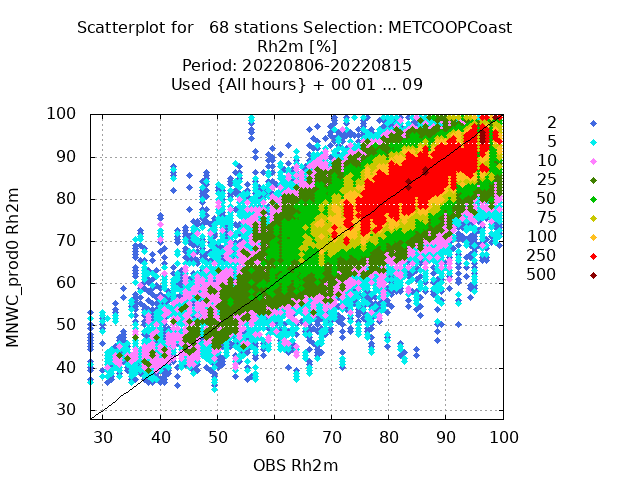 Scatterplot for   68 stations Selection: METCOOPCoast
Rh2m [%]
Period: 20220806-20220815
Used {All hours} + 00 01 ... 09
MNWC_prod0 Rh2m
100
90
80
70
60
50
40
30
30 40 50 60 70 80 90 100
OBS Rh2m
2
5
10
25
50
75
100
250
500